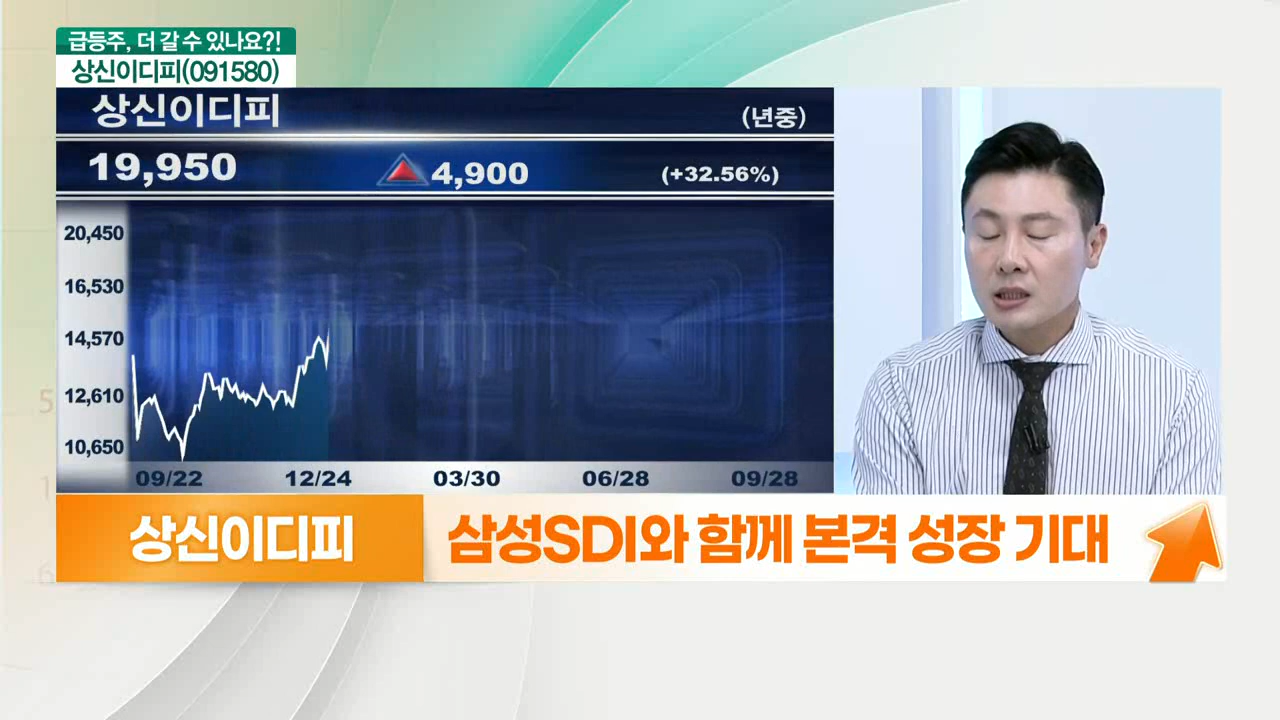 급등주, 더 갈 수 있나요?!
상신이디피(091580)
상신이디피 (년중)
19,950 4,900 (+32.56%)
20,450
16,530
14,570
12,610
10,650
09/22 12/24 03/30 06/28 09/28
상신이디피 삼성SDI와 함께 본격 성장 기대